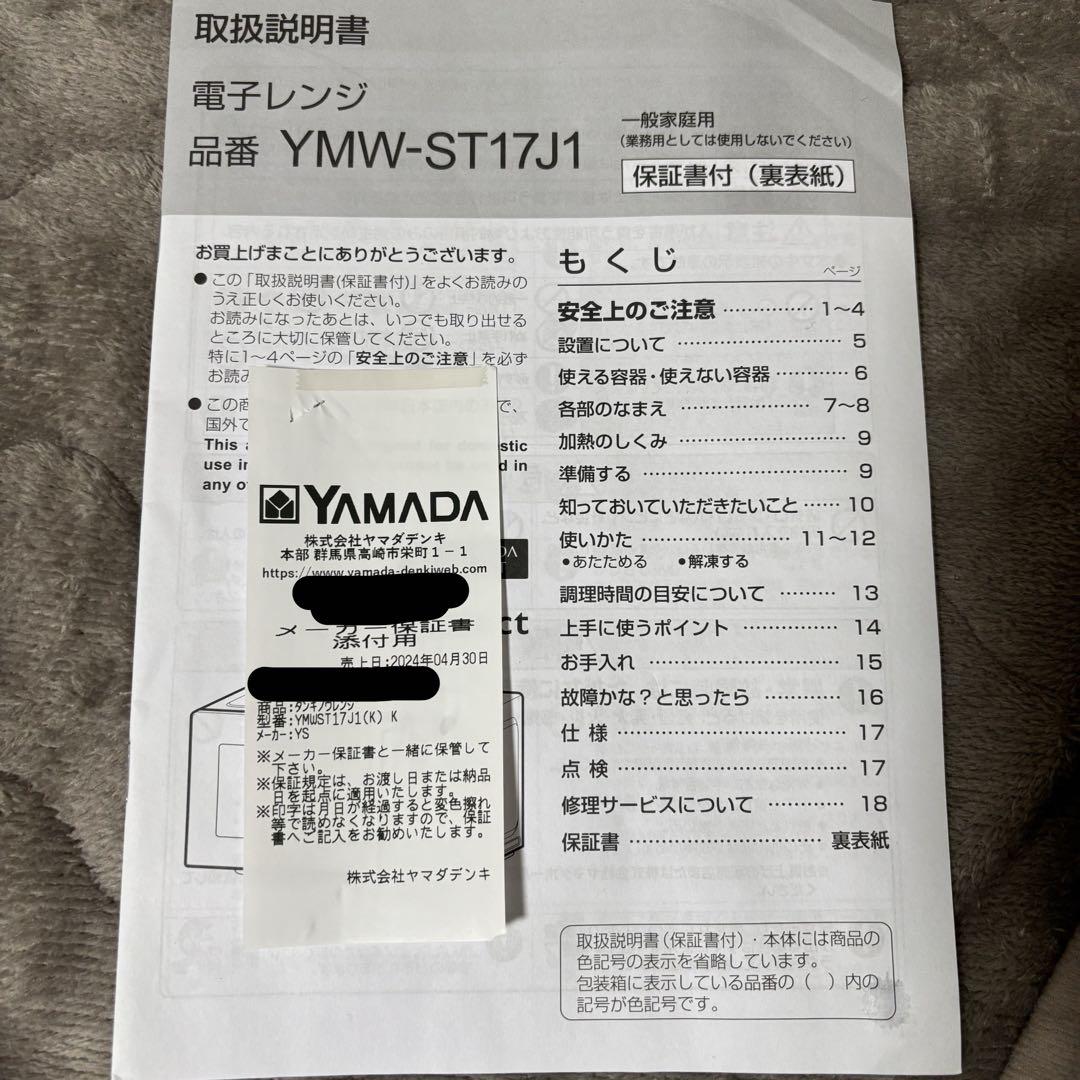 取扱説明書
電子レンジ
品番 YMW-ST17J1
一般家庭用
(業務用としては使用しないでください)
保証書付（裏表紙）
お買上げまことにありがとうございます。
●この「取扱説明書(保証書付)」をよくお読みの
うえ正しくお使いください。
お読みになったあとは、いつでも取り出せる
ところに大切に保管してください。
特に1〜4ページの「安全上のご注意」を必ず
お読み
●この商
で、
国外で
This
stic
use in
d in
any o
YAMADA
株式会社ヤマダデンキ
本部 群馬県高崎市栄町１－１
https://www.yamada-denkiweb.com
メーカー保証書
添付用
ct
売上日:2024年04月30日
商品:タンキノウレンジ
型番:YMWST17J1(K) K
メーカー:YS
※メーカー保証書と一緒に保管して
下さい。
※保証規定は、お渡し日または納品
日を起点に適用いたします。
※印字は月日が経過すると変色擦れ
等で読めなくなりますので、保証
書へご記入をお勧めいたします。
株式会社ヤマダデンキ
もくじ
ページ
安全上のご注意 …………… 1〜4
設置について …………………… 5
使える容器・使えない容器 ………… 6
各部のなまえ ………………… 7〜8
加熱のしくみ …………………… 9
準備する ………………………… 9
知っておいていただきたいこと …… 10
使いかた …………………… 11〜12
●あたためる ●解凍する
調理時間の目安について ……… 13
上手に使うポイント …………… 14
お手入れ ………………………… 15
故障かな？と思ったら ………… 16
仕様 ……………………………… 17
点検 ……………………………… 17
修理サービスについて ………… 18
保証書 ……………………… 裏表紙
取扱説明書（保証書付）・本体には商品の
色記号の表示を省略しています。
包装箱に表示している品番の（　）内の
記号が色記号です。